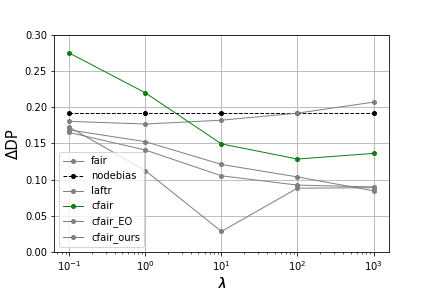 0.30
0.25
0.20
0.15
0.10
0.05
0.00
ΔDP
fair
nodebias
laftr
cfair
cfair_EO
cfair_ours
10⁻¹ 10⁰ 10¹ 10² 10³
λ